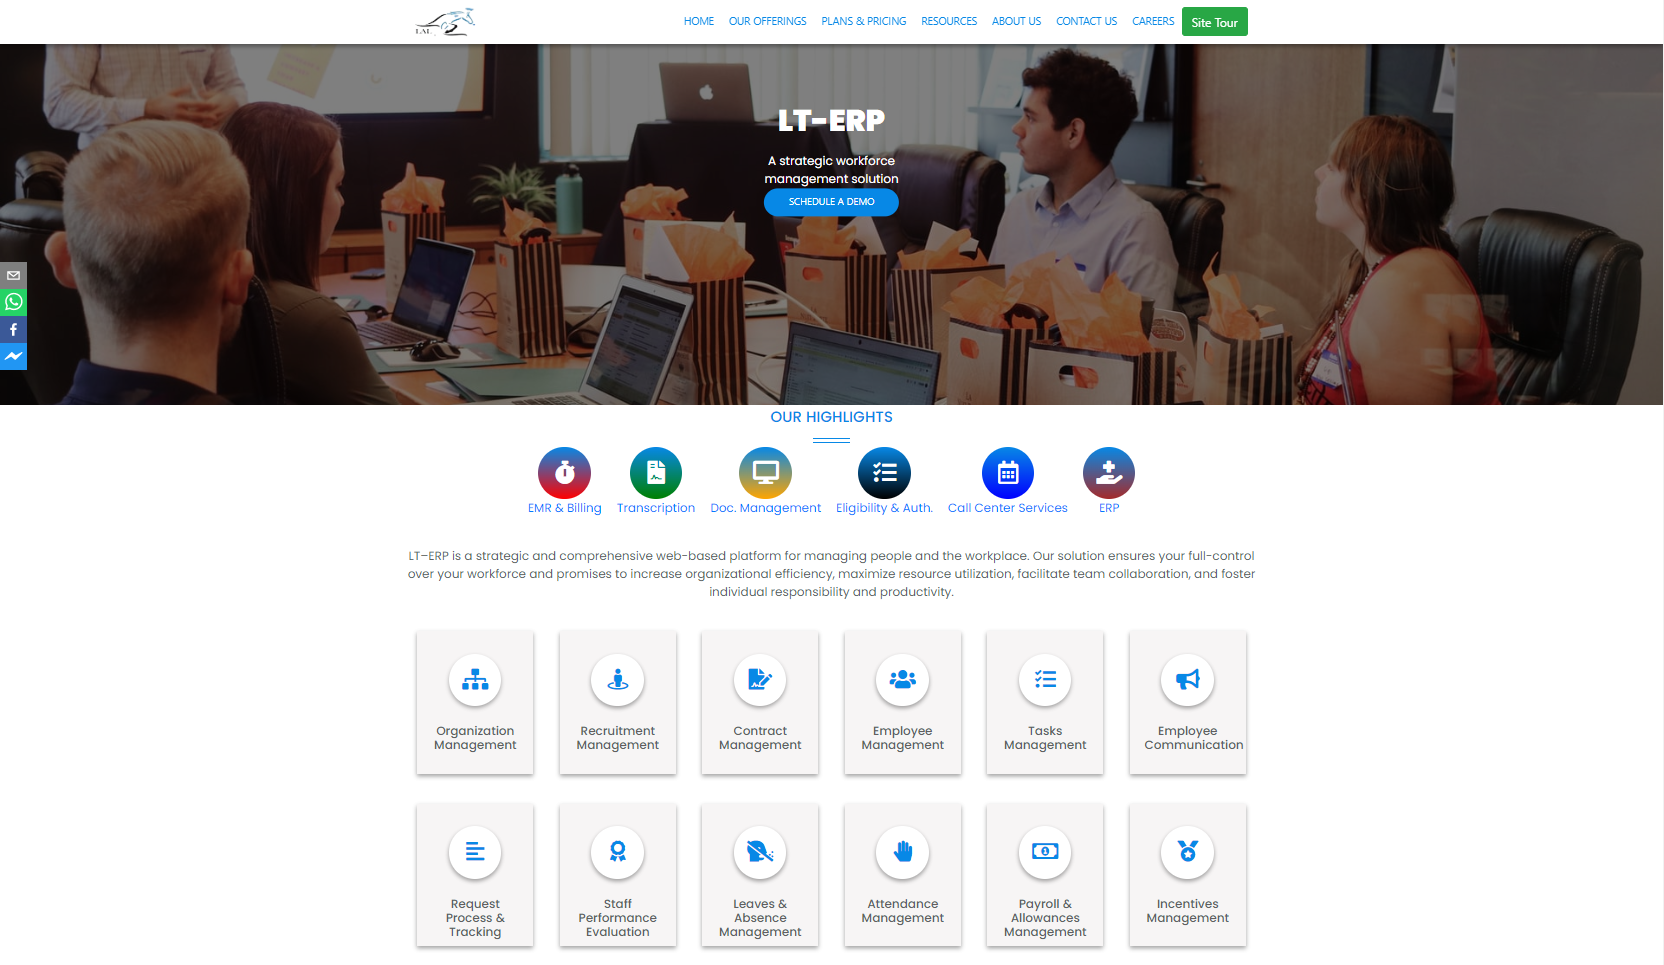 LAL
HOME
OUR OFFERINGS
PLANS & PRICING
RESOURCES
ABOUT US
CONTACT US
CAREERS
Site Tour
LT-ERP
A strategic workforce
management solution
SCHEDULE A DEMO
OUR HIGHLIGHTS
EMR & Billing
Transcription
Doc. Management
Eligibility & Auth.
Call Center Services
ERP
LT–ERP is a strategic and comprehensive web-based platform for managing people and the workplace. Our solution ensures your full-control
over your workforce and promises to increase organizational efficiency, maximize resource utilization, facilitate team collaboration, and foster
individual responsibility and productivity.
Organization
Management
Recruitment
Management
Contract
Management
Employee
Management
Tasks
Management
Employee
Communication
Request
Process &
Tracking
Staff
Performance
Evaluation
Leaves &
Absence
Management
Attendance
Management
Payroll &
Allowances
Management
Incentives
Management